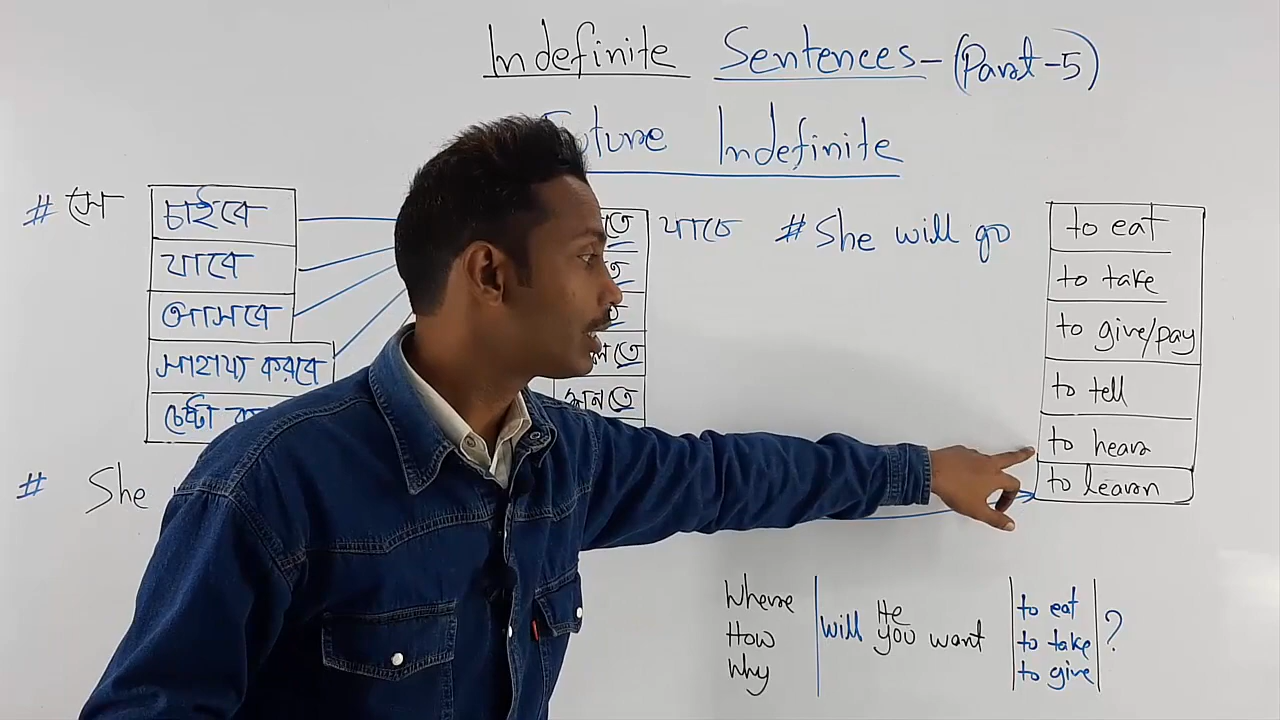 Indefinite Sentences - (Part-5)
Future Indefinite
# সে
চাইবে
যাবে
আসবে
সাহায্য করবে
চেষ্টা
যাবে # She will go
to eat
to take
to give/pay
to tell
to hear
to learn
# She
Where
How
Why
will He you want
to eat
to take
to give
?